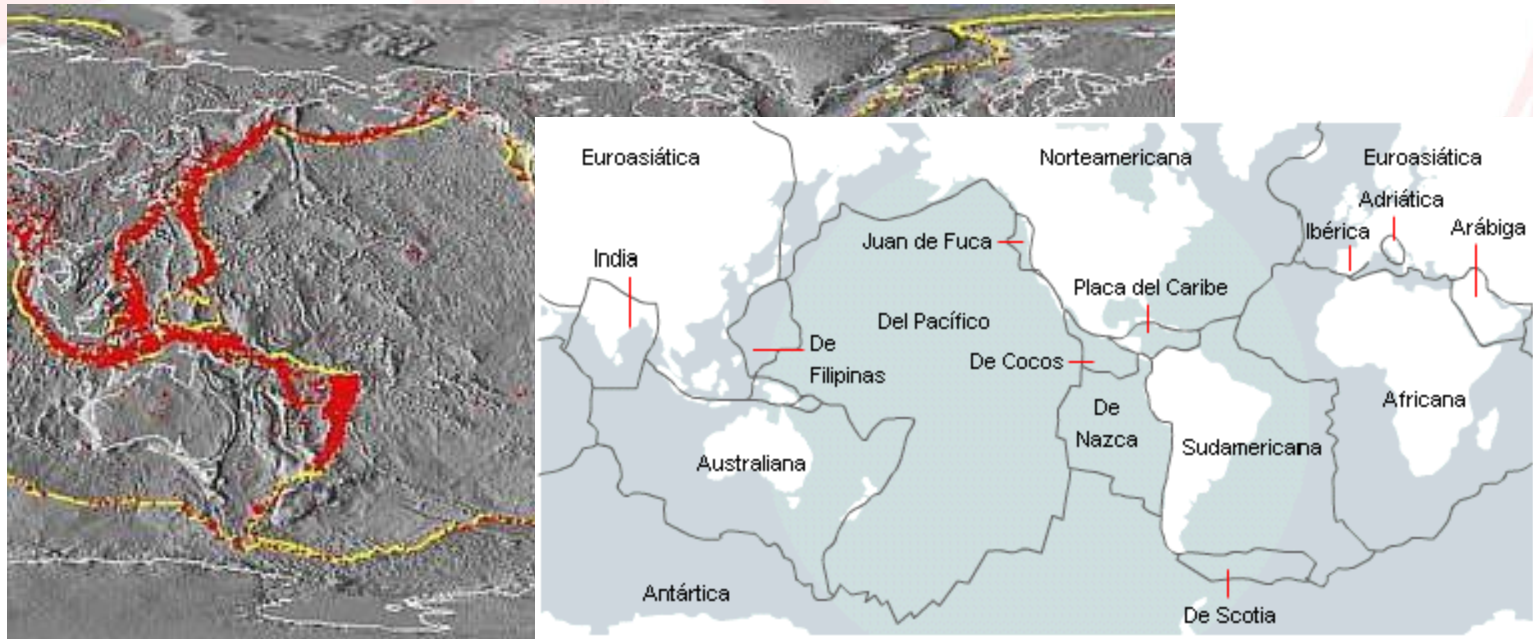 Euroasiática
Norteamericana
Euroasiática
Adriática
Ibérica
Arábiga
Juan de Fuca
India
Placa del Caribe
Del Pacífico
De
Filipinas
De Cocos
De
Nazca
Africana
Sudamericana
Australiana
Antártica
De Scotia